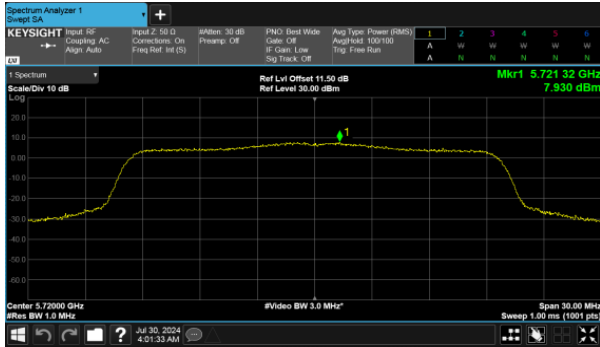 Spectrum Analyzer 1
Swept SA
+
KEYSIGHT
Input: RF
Coupling: AC
Align: Auto
Input Z: 50 Ω
Corrections: On
Freq Ref: Int (S)
#Atten: 30 dB
Preamp: Off
PNO: Best Wide
Gate: Off
IF Gain: Low
Sig Track: Off
Avg Type: Power (RMS)
Avg|Hold: 100/100
Trig: Free Run
1 2 3 4 5 6
A W W W W W
A N N N N N
LXI
1 Spectrum
Scale/Div 10 dB
Log
Ref Lvl Offset 11.50 dB
Ref Level 30.00 dBm
Mkr1 5.721 32 GHz
7.930 dBm
20.0
10.0
0.00
-10.0
-20.0
-30.0
-40.0
-50.0
-60.0
1
Center 5.72000 GHz
#Res BW 1.0 MHz
#Video BW 3.0 MHz*
Span 30.00 MHz
Sweep 1.00 ms (1001 pts)
?
Jul 30, 2024
4:01:33 AM